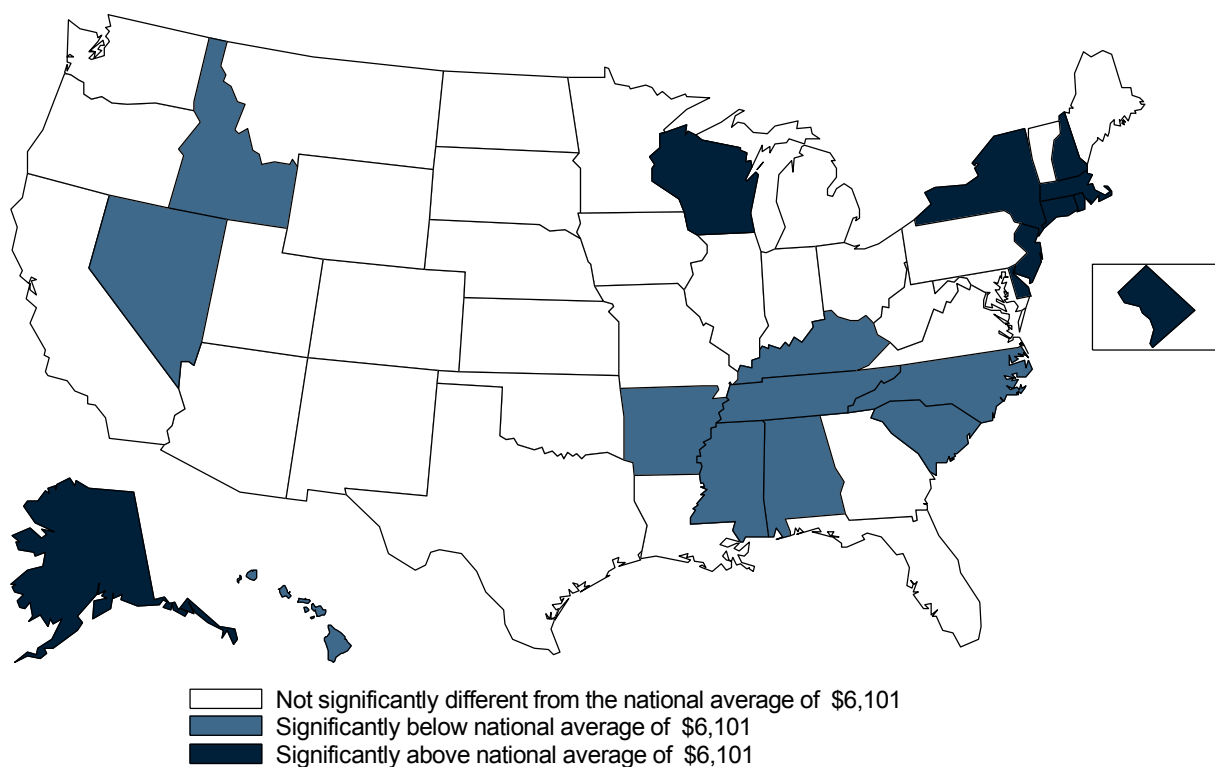 Not significantly different from the national average of $6,101
Significantly below national average of $6,101
Significantly above national average of $6,101